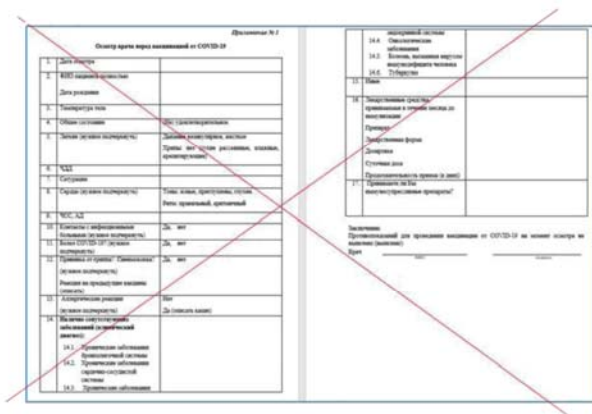 Приложение № 1
Осмотр врача перед вакцинацией от COVID-19
1. Дата осмотра
2. ФИО пациента полностью
Дата рождения
3. Температура тела
4. Общее состояние
удовлетворительное
5. Легкие (нужное подчеркнуть)
Дыхание везикулярное, жесткое
Хрипы: нет сухие рассеянные, влажные,
крепитирующие
6. ЧДД
7. Сатурация
8. Сердце (нужное подчеркнуть)
Тоны: ясные, приглушены, глухие
Ритм: правильный, аритмичный
9. ЧСС, АД
10. Контакты с инфекционными
больными (нужное подчеркнуть)
Да, нет
11. Болел COVID-19? (нужное
подчеркнуть)
Да, нет
12. Прививка от гриппа? Пневмококка?
(нужное подчеркнуть)
Реакция на предыдущие вакцины
(описать)
Да, нет
13. Аллергические реакции
(нужное подчеркнуть)
Нет
Да (описать какие)
14. Наличие сопутствующих
заболеваний (клинический
диагноз):
14.1. Хронические заболевания
бронхолегочной системы
14.2. Хронические заболевания
сердечно-сосудистой
системы
14.3 Хронические заболевания
эндокринной системы
14.4. Онкологические
заболевания
14.5. Болезнь, вызванная вирусом
иммунодефицита человека
14.6. Туберкулез
15. Иные
16. Лекарственные средства,
принимаемые в течение месяца до
иммунизации
Препарат
Лекарственная форма
Дозировка
Суточная доза
Продолжительность приема (в днях)
17. Принимаете ли Вы
иммуносупрессивные препараты?
Заключение:
Противопоказаний для проведения вакцинации от COVID-19 на момент осмотра не
выявлено (выявлено)
Врач